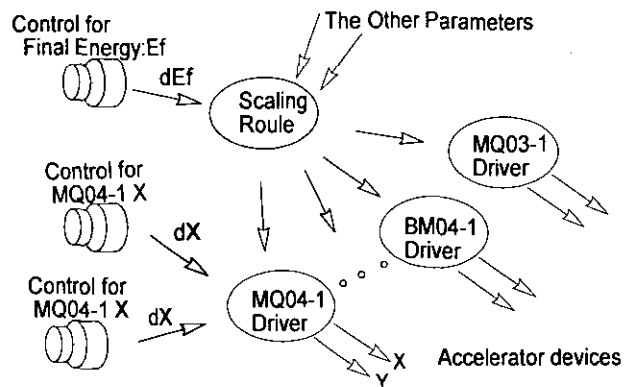 Control for
Final Energy:Ef
The Other Parameters
dEf
Scaling
Roule
MQ03-1
Driver
Control for
MQ04-1 X
dX
BM04-1
Driver
Control for
MQ04-1 X
dX
MQ04-1
Driver
X
Y
Accelerator devices